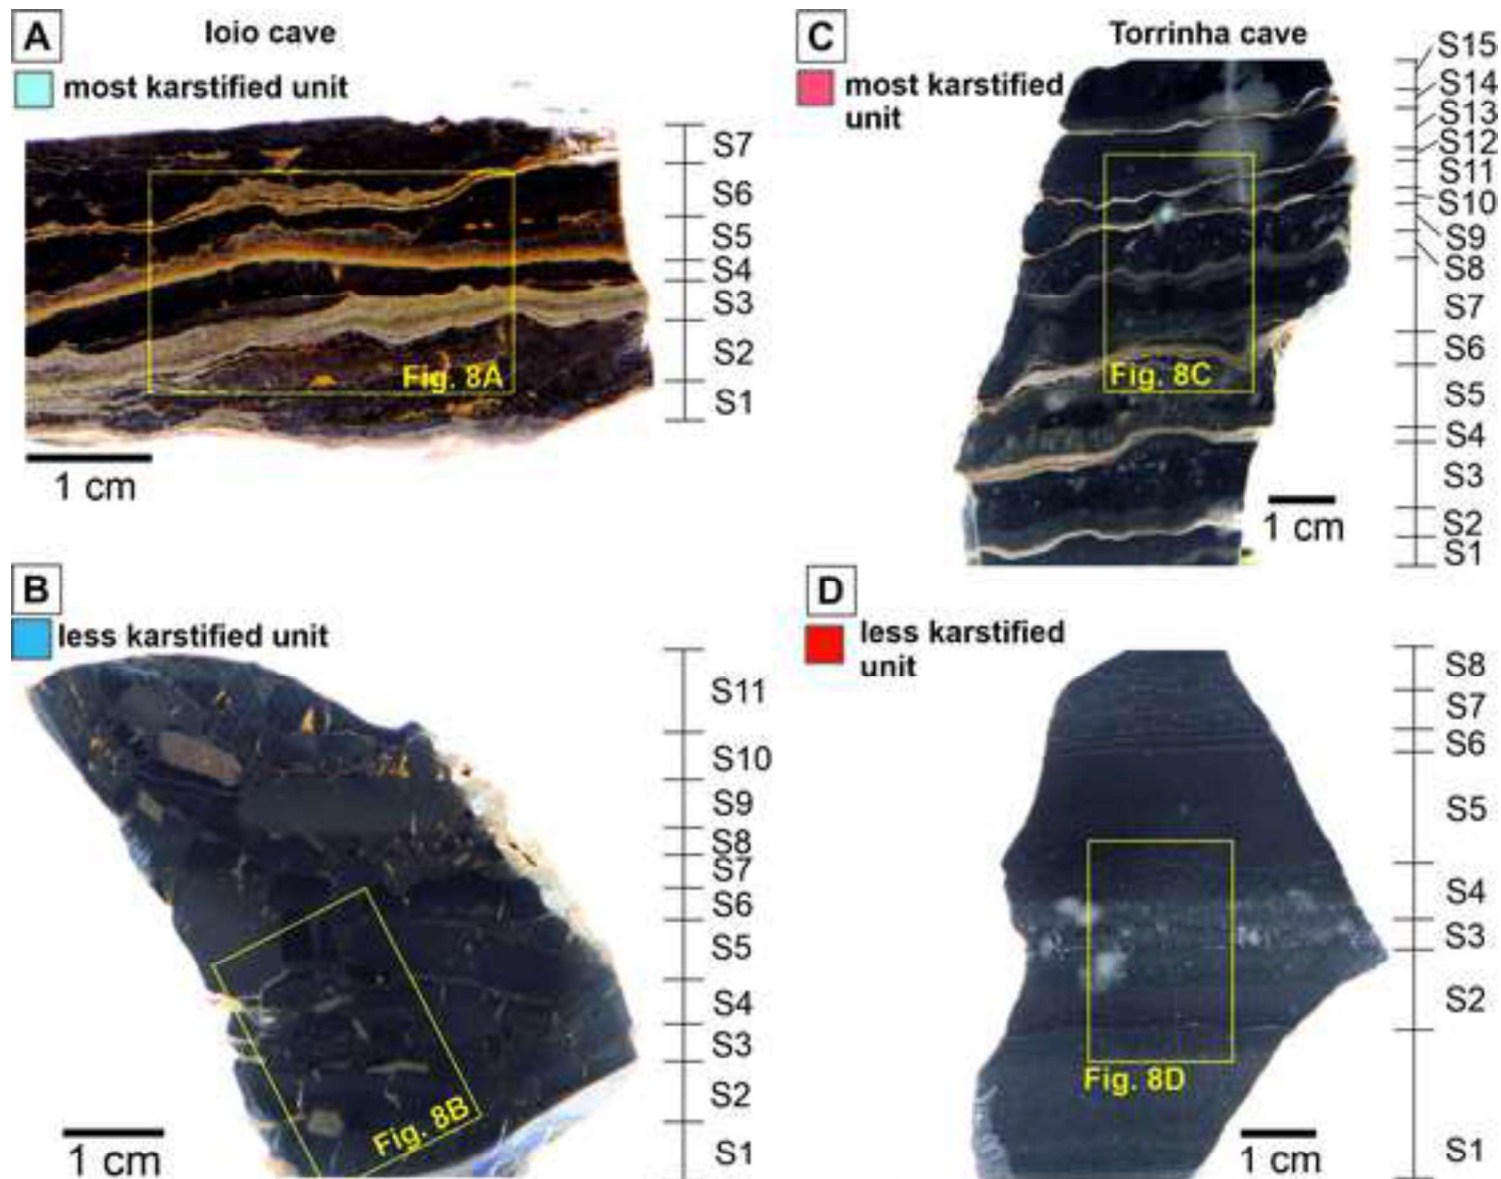 A
Ioio cave
most karstified unit
S7
S6
S5
S4
S3
S2
S1
Fig. 8A
1 cm
C
Torrinha cave
most karstified
unit
S15
S14
S13
S12
S11
S10
S9
S8
S7
S6
S5
S4
S3
S2
S1
Fig. 8C
1 cm
B
less karstified unit
S11
S10
S9
S8
S7
S6
S5
S4
S3
S2
S1
Fig. 8B
1 cm
D
less karstified
unit
S8
S7
S6
S5
S4
S3
S2
S1
Fig. 8D
1 cm